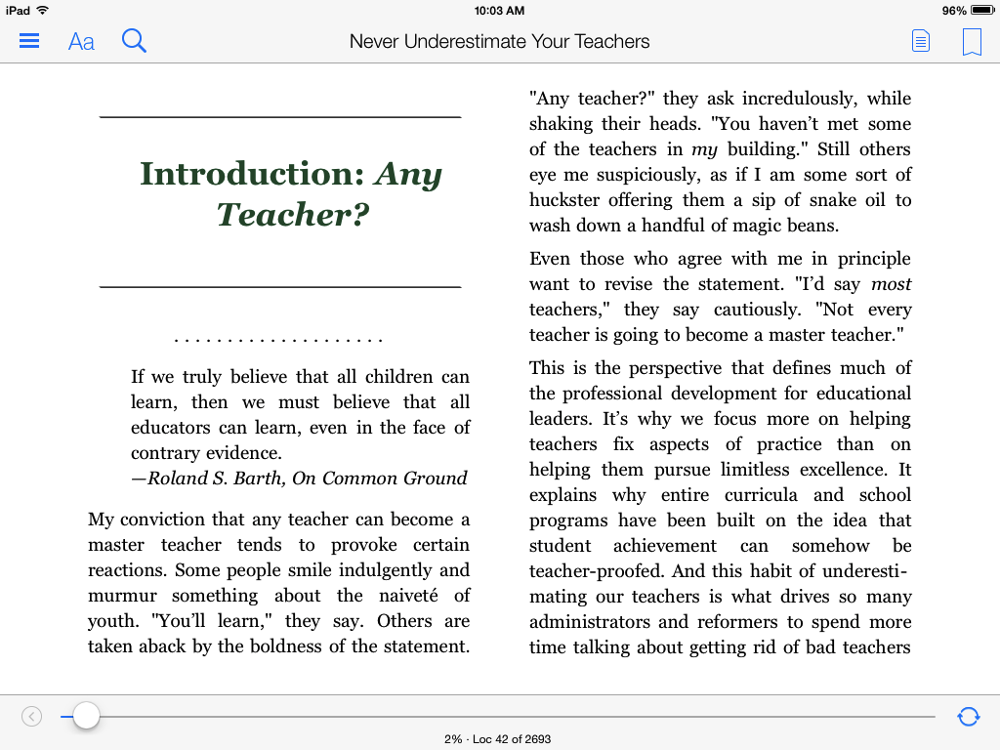 iPad
10:03 AM
96%
Aa
Never Underestimate Your Teachers
Introduction: Any
Teacher?
. . . . . . . . . . . . . . . . . . . .
If we truly believe that all children can
learn, then we must believe that all
educators can learn, even in the face of
contrary evidence.
—Roland S. Barth, On Common Ground
My conviction that any teacher can become a
master teacher tends to provoke certain
reactions. Some people smile indulgently and
murmur something about the naiveté of
youth. "You’ll learn," they say. Others are
taken aback by the boldness of the statement.
"Any teacher?" they ask incredulously, while
shaking their heads. "You haven’t met some
of the teachers in my building." Still others
eye me suspiciously, as if I am some sort of
huckster offering them a sip of snake oil to
wash down a handful of magic beans.
Even those who agree with me in principle
want to revise the statement. "I’d say most
teachers," they say cautiously. "Not every
teacher is going to become a master teacher."
This is the perspective that defines much of
the professional development for educational
leaders. It’s why we focus more on helping
teachers fix aspects of practice than on
helping them pursue limitless excellence. It
explains why entire curricula and school
programs have been built on the idea that
student achievement can somehow be
teacher-proofed. And this habit of underesti-
mating our teachers is what drives so many
administrators and reformers to spend more
time talking about getting rid of bad teachers
2% · Loc 42 of 2693